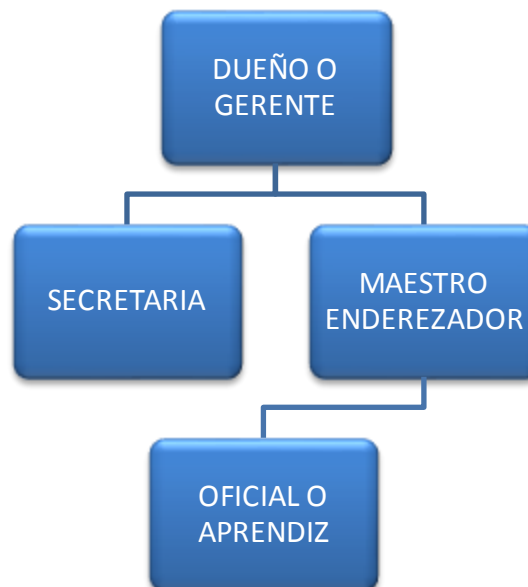 DUEÑO O
GERENTE
SECRETARIA
MAESTRO
ENDEREZADOR
OFICIAL O
APRENDIZ